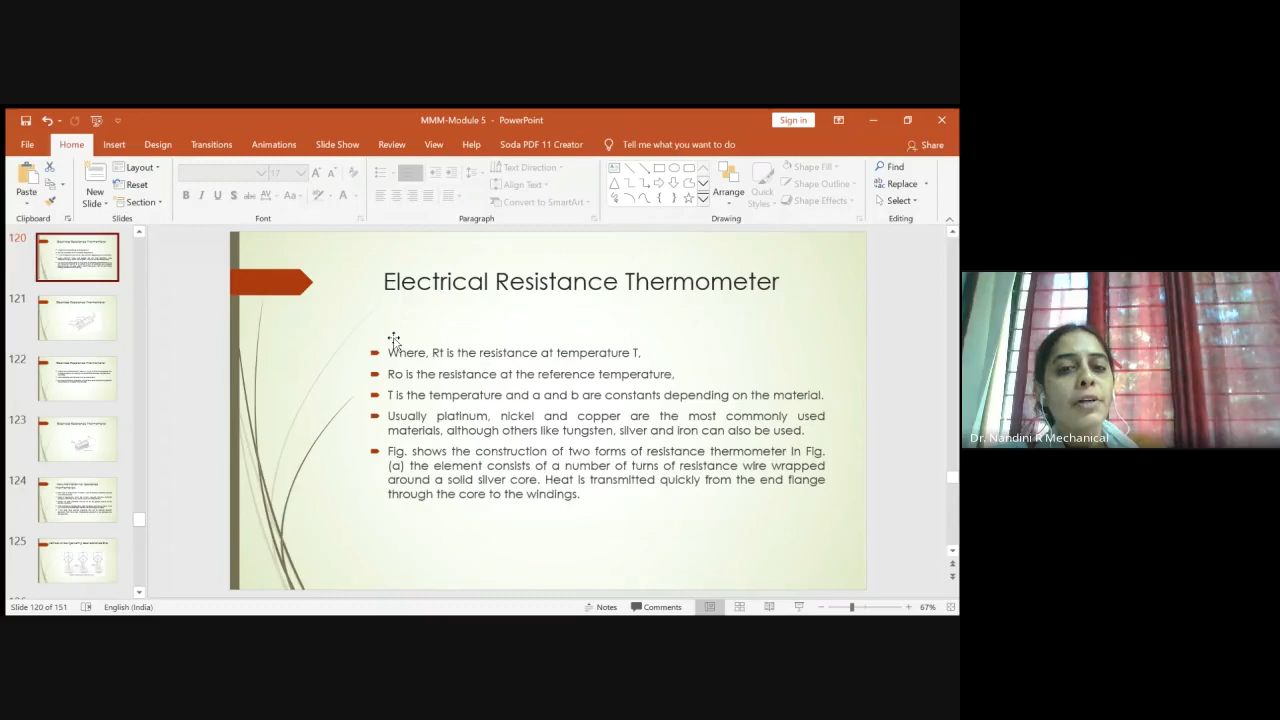 MMM-Module 5 - PowerPoint
Sign in
File Home Insert Design Transitions Animations Slide Show Review View Help Soda PDF 11 Creator Tell me what you want to do Share
Paste
Clipboard
New Slide
Layout
Reset
Section
Slides
17
B I U S abc AV Aa A
Font
Text Direction
Align Text
Convert to SmartArt
Paragraph
Arrange
Quick Styles
Shape Fill
Shape Outline
Shape Effects
Drawing
Find
Replace
Select
Editing
120
121
122
123
124
125
Electrical Resistance Thermometer
Where, Rt is the resistance at temperature T,
Ro is the resistance at the reference temperature,
T is the temperature and a and b are constants depending on the material.
Usually platinum, nickel and copper are the most commonly used
materials, although others like tungsten, silver and iron can also be used.
Fig. shows the construction of two forms of resistance thermometer In Fig.
(a) the element consists of a number of turns of resistance wire wrapped
around a solid silver core. Heat is transmitted quickly from the end flange
through the core to the windings.
Dr. Nandini R Mechanical
Slide 120 of 151 English (India) Notes Comments 67%